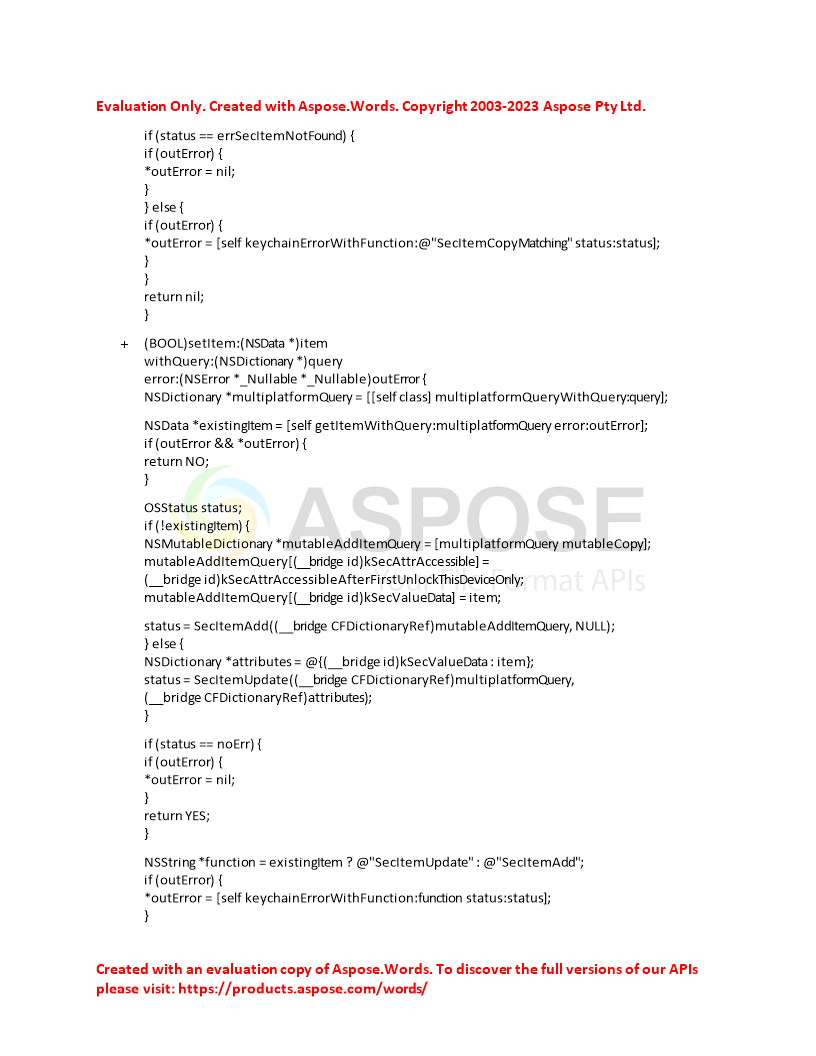 Evaluation Only. Created with Aspose.Words. Copyright 2003-2023 Aspose Pty Ltd.
if (status == errSecItemNotFound) {
if (outError) {
*outError = nil;
}
} else {
if (outError) {
*outError = [self keychainErrorWithFunction:@"SecItemCopyMatching" status:status];
}
}
return nil;
}
+ (BOOL)setItem:(NSData *)item
withQuery:(NSDictionary *)query
error:(NSError *_Nullable *_Nullable)outError {
NSDictionary *multiplatformQuery = [[self class] multiplatformQueryWithQuery:query];
NSData *existingItem = [self getItemWithQuery:multiplatformQuery error:outError];
if (outError && *outError) {
return NO;
}
OSStatus status;
if (!existingItem) {
NSMutableDictionary *mutableAddItemQuery = [multiplatformQuery mutableCopy];
mutableAddItemQuery[(__bridge id)kSecAttrAccessible] =
(__bridge id)kSecAttrAccessibleAfterFirstUnlockThisDeviceOnly;
mutableAddItemQuery[(__bridge id)kSecValueData] = item;
status = SecItemAdd((__bridge CFDictionaryRef)mutableAddItemQuery, NULL);
} else {
NSDictionary *attributes = @{(__bridge id)kSecValueData : item};
status = SecItemUpdate((__bridge CFDictionaryRef)multiplatformQuery,
(__bridge CFDictionaryRef)attributes);
}
if (status == noErr) {
if (outError) {
*outError = nil;
}
return YES;
}
NSString *function = existingItem ? @"SecItemUpdate" : @"SecItemAdd";
if (outError) {
*outError = [self keychainErrorWithFunction:function status:status];
}
ASPOSE
Your File Format APIs
Created with an evaluation copy of Aspose.Words. To discover the full versions of our APIs
please visit: https://products.aspose.com/words/